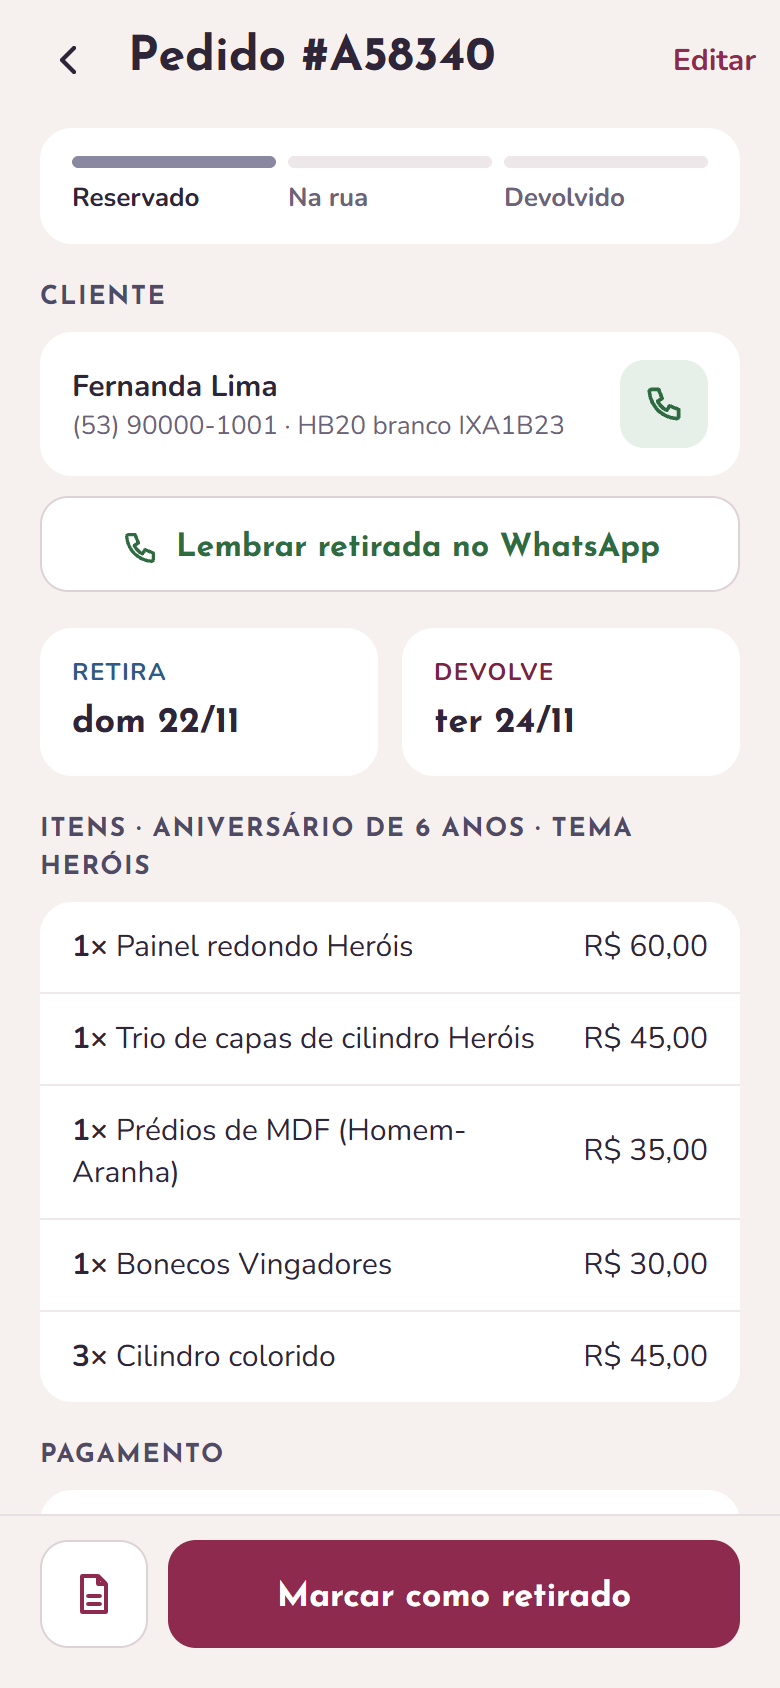 Pedido #A58340
Editar
Reservado
Na rua
Devolvido
CLIENTE
Fernanda Lima
(53) 90000-1001 · HB20 branco IXA1B23
Lembrar retirada no WhatsApp
RETIRA
dom 22/11
DEVOLVE
ter 24/11
ITENS · ANIVERSÁRIO DE 6 ANOS · TEMA
HERÓIS
1× Painel redondo Heróis R$ 60,00
1× Trio de capas de cilindro Heróis R$ 45,00
1× Prédios de MDF (Homem-
Aranha) R$ 35,00
1× Bonecos Vingadores R$ 30,00
3× Cilindro colorido R$ 45,00
PAGAMENTO
Marcar como retirado